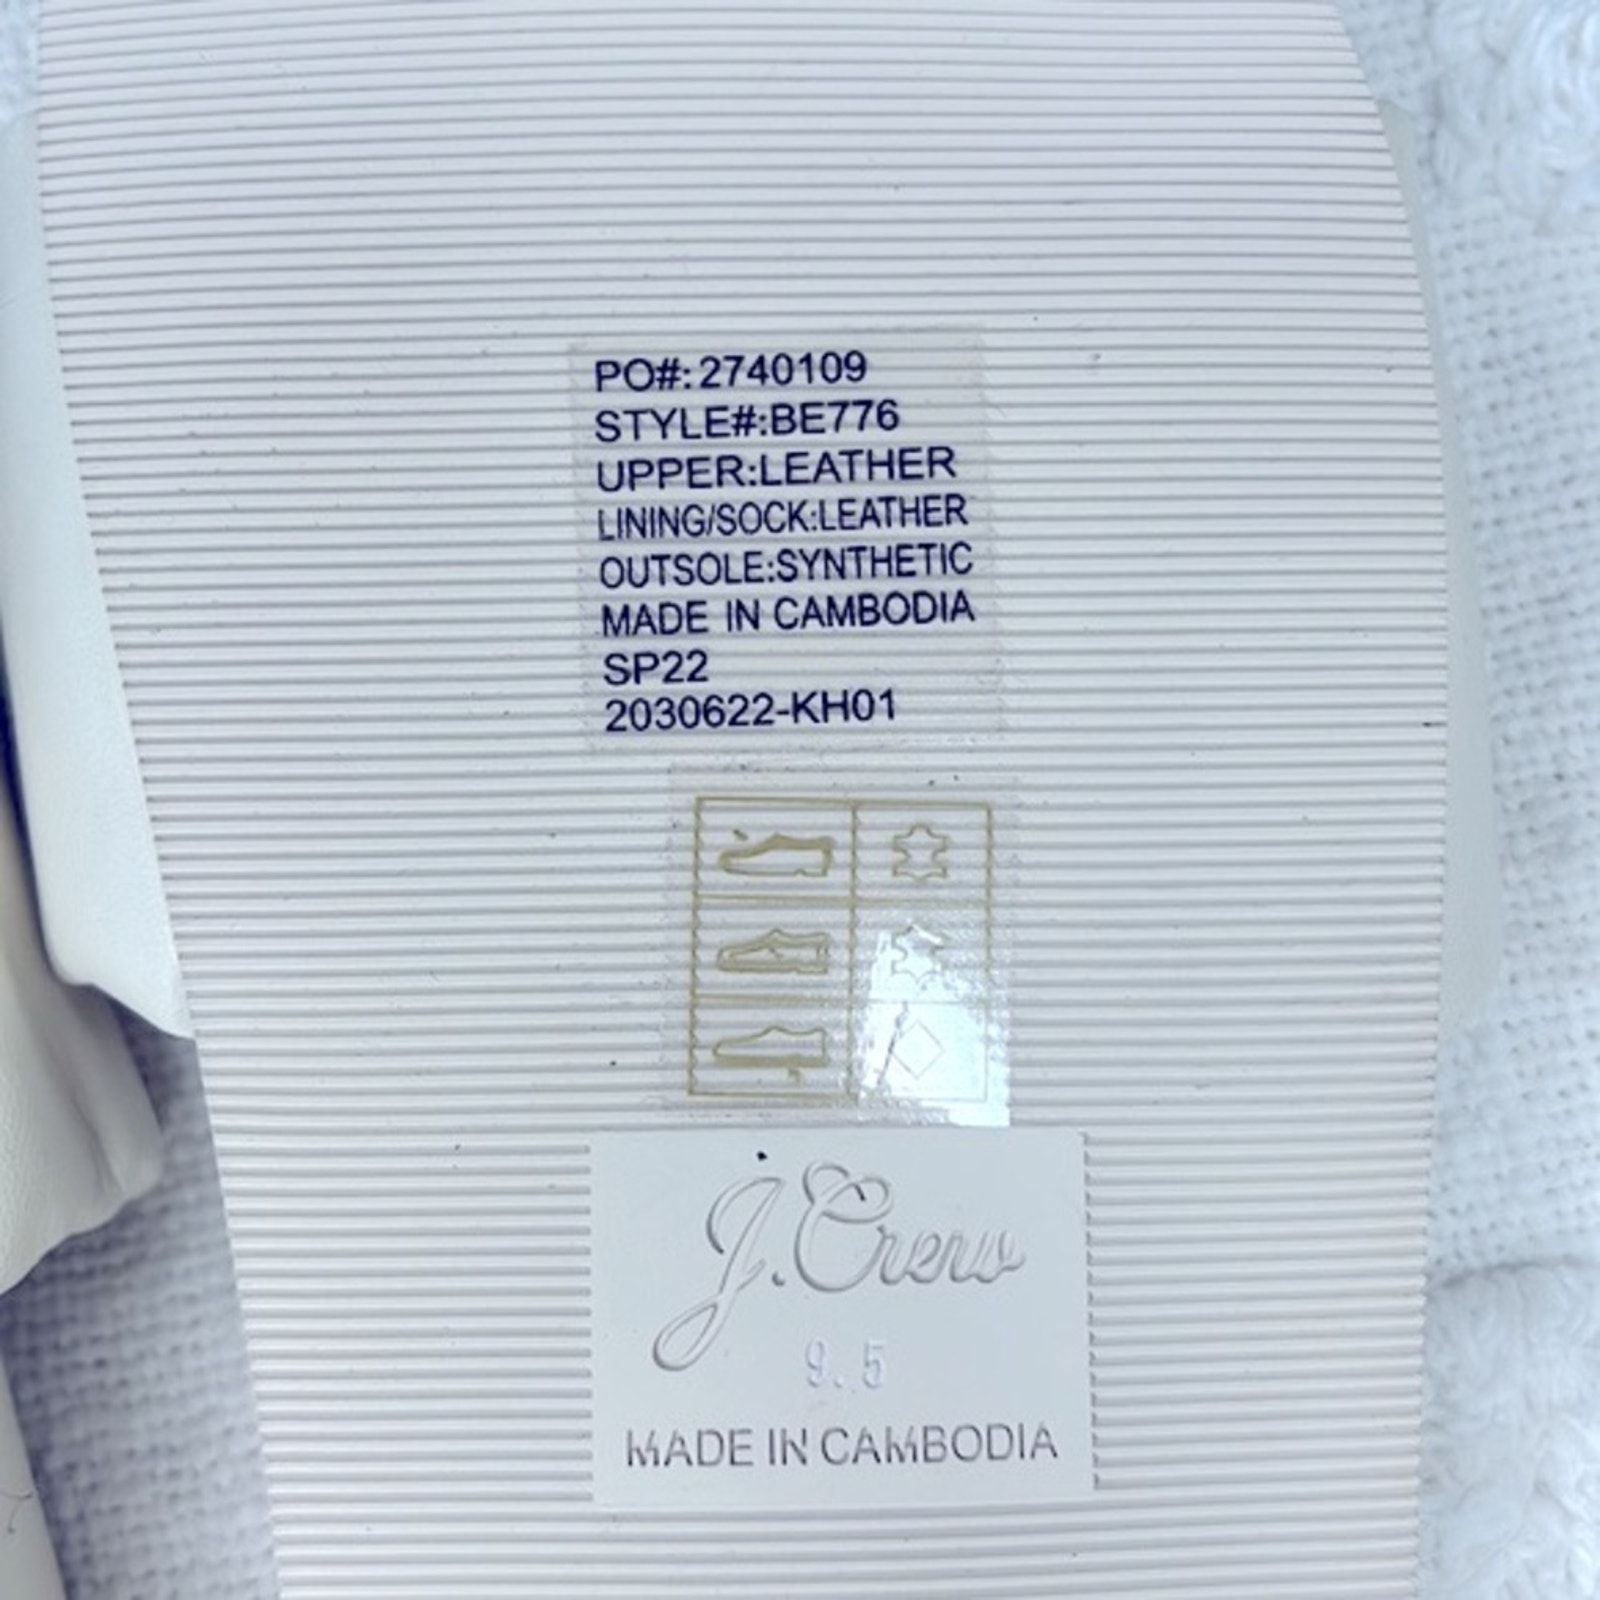 PO#: 2740109
STYLE#:BE776
UPPER:LEATHER
LINING/SOCK:LEATHER
OUTSOLE:SYNTHETIC
MADE IN CAMBODIA
SP22
2030622-KH01
J.Crew
9.5
MADE IN CAMBODIA